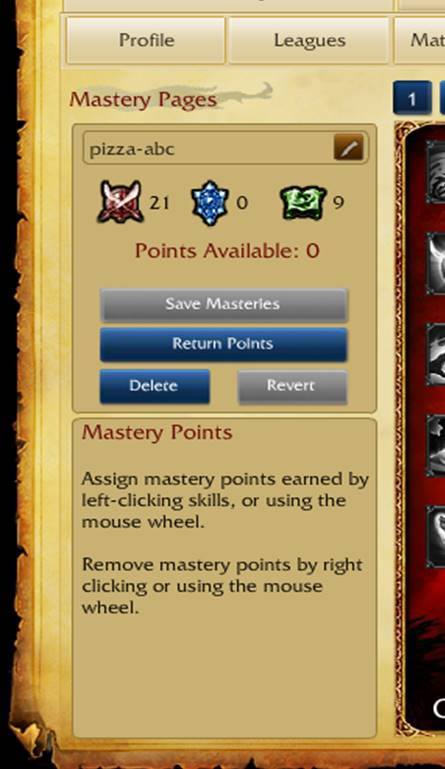 Profile
Leagues
Mat
Mastery Pages
1
pizza-abc
21
0
9
Points Available: 0
Save Masteries
Return Points
Delete
Revert
Mastery Points
Assign mastery points earned by
left-clicking skills, or using the
mouse wheel.
Remove mastery points by right
clicking or using the mouse
wheel.